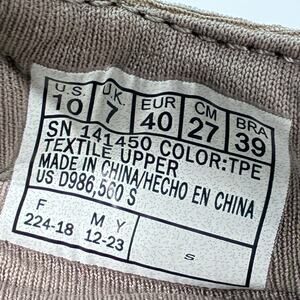 U.S. U.K. EUR CM BRA
10 7 40 27 39
SN 141450 COLOR:TPE
TEXTILE UPPER
MADE IN CHINA/HECHO EN CHINA
US D986,560 S
F M Y
224-18 12-23 S